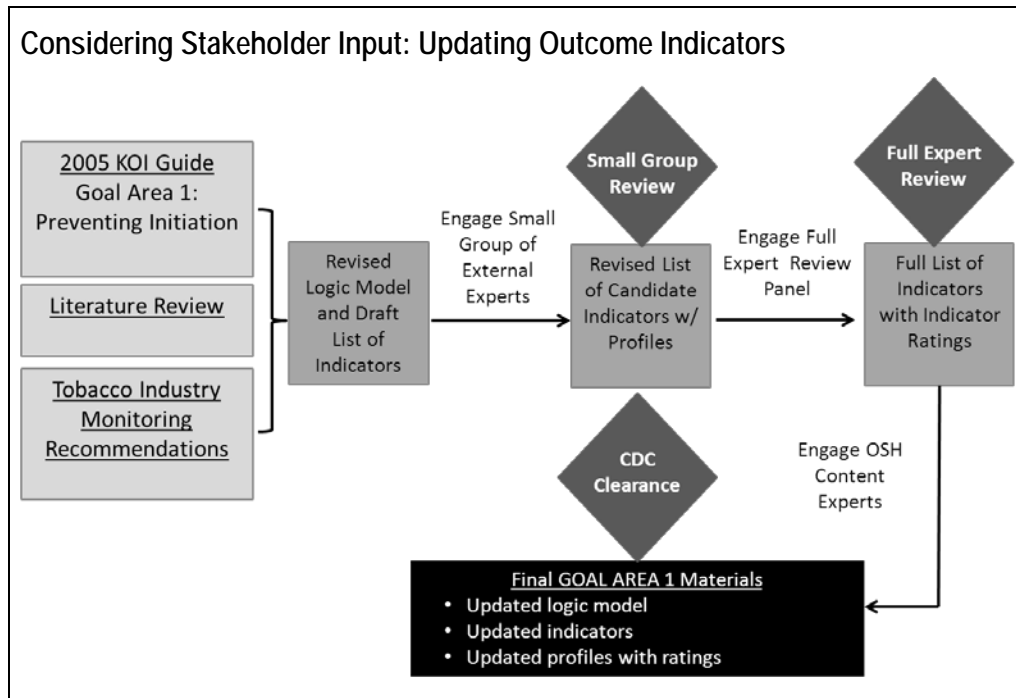 Considering Stakeholder Input: Updating Outcome Indicators
2005 KOI Guide
Goal Area 1:
Preventing Initiation
Literature Review
Tobacco Industry
Monitoring
Recommendations
Revised
Logic Model
and Draft
List of
Indicators
Engage Small
Group of
External
Experts
Small Group
Review
Revised List
of Candidate
Indicators w/
Profiles
Engage Full
Expert Review
Panel
Full Expert
Review
Full List of
Indicators
with Indicator
Ratings
Engage OSH
Content
Experts
CDC
Clearance
Final GOAL AREA 1 Materials
• Updated logic model
• Updated indicators
• Updated profiles with ratings